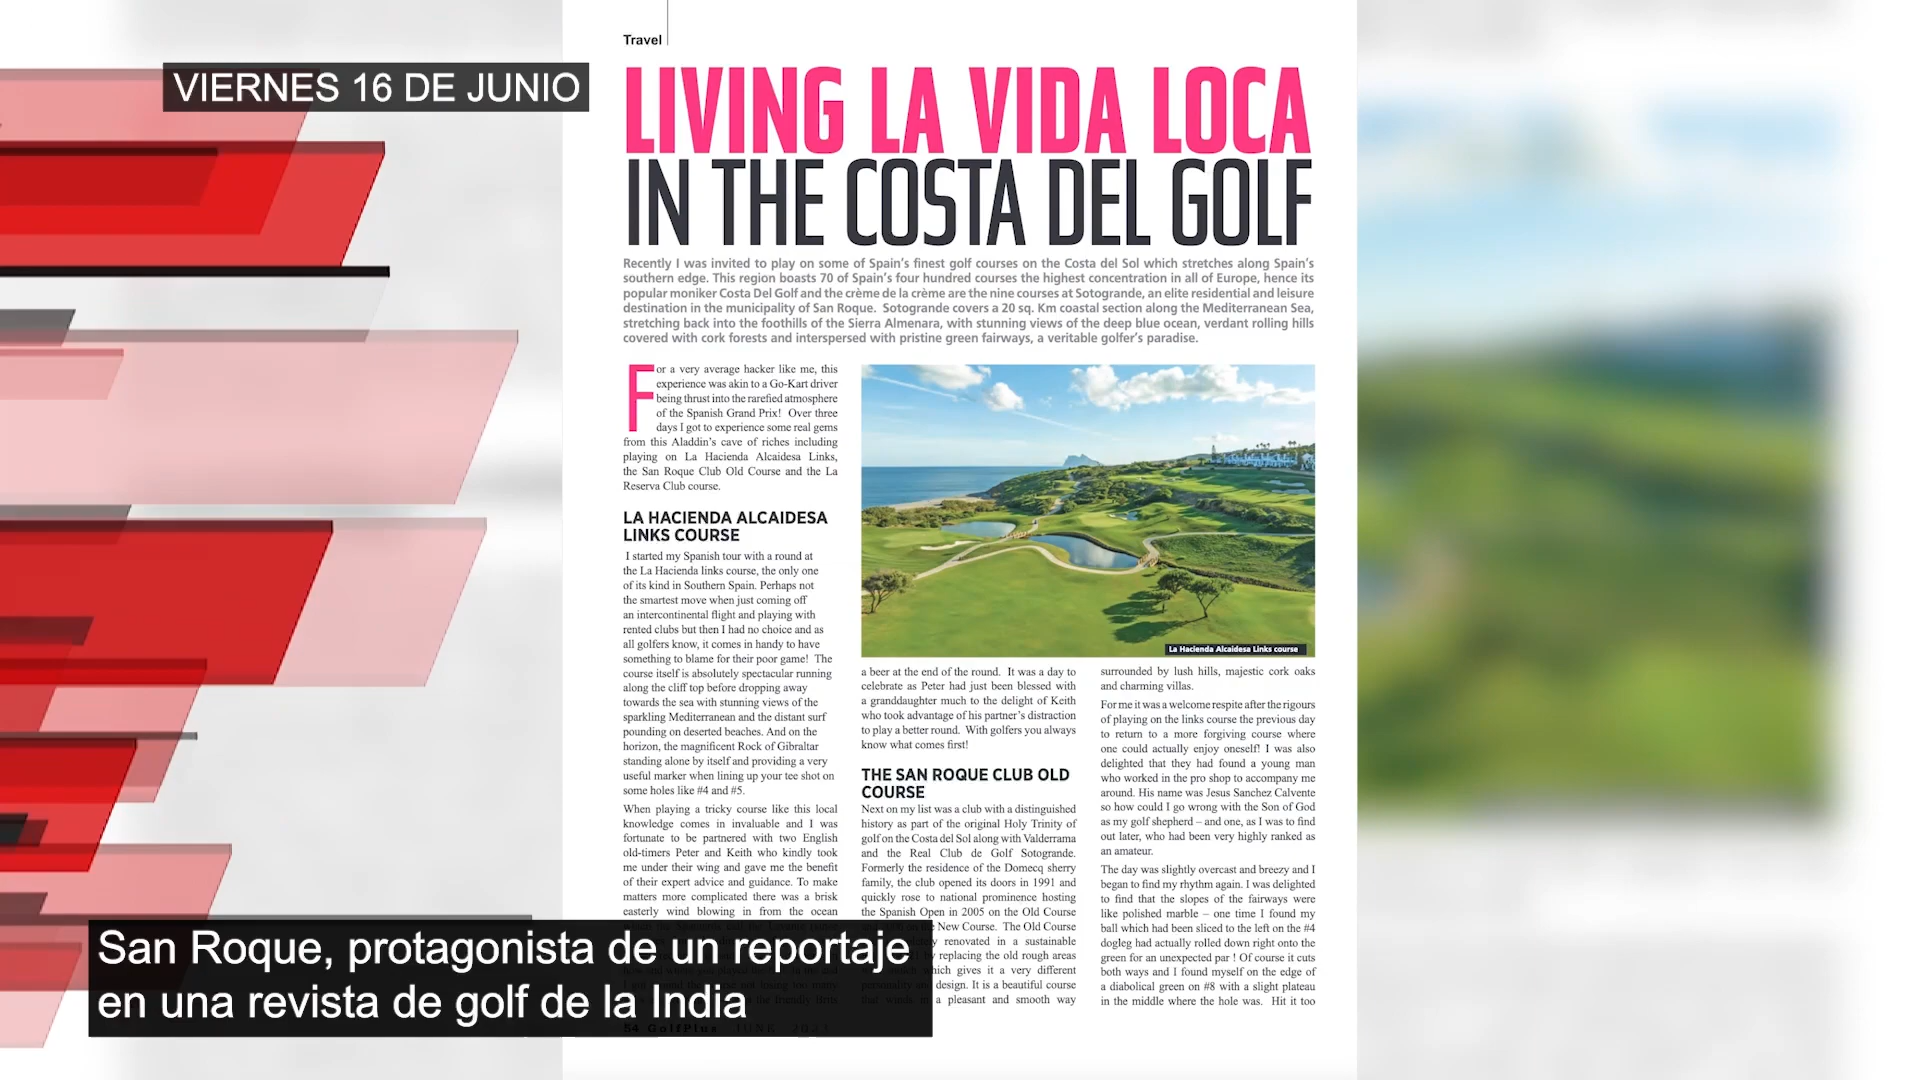 Travel
VIERNES 16 DE JUNIO
LIVING LA VIDA LOCA
IN THE COSTA DEL GOLF
Recently I was invited to play on some of Spain's finest golf courses on the Costa del Sol which stretches along Spain's
southern edge. This region boasts 70 of Spain's four hundred courses the highest concentration in all of Europe, hence its
popular moniker Costa Del Golf and the crème de la crème are the nine courses at Sotogrande, an elite residential and leisure
destination in the municipality of San Roque. Sotogrande covers a 20 sq. Km coastal section along the Mediterranean Sea,
stretching back into the foothills of the Sierra Almenara, with stunning views of the deep blue ocean, verdant rolling hills
covered with cork forests and interspersed with pristine green fairways, a veritable golfer's paradise.
For a very average hacker like me, this
experience was akin to a Go-Kart driver
being thrust into the rarefied atmosphere
of the Spanish Grand Prix! Over three
days I got to experience some real gems
from this Aladdin's cave of riches including
playing on La Hacienda Alcaidesa Links,
the San Roque Club Old Course and the La
Reserva Club course.
LA HACIENDA ALCAIDESA
LINKS COURSE
I started my Spanish tour with a round at
the La Hacienda links course, the only one
of its kind in Southern Spain. Perhaps not
the smartest move when just coming off
an intercontinental flight and playing with
rented clubs but then I had no choice and as
all golfers know, it comes in handy to have
something to blame for their poor game! The
course itself is absolutely spectacular running
along the cliff top before dropping away
towards the sea with stunning views of the
sparkling Mediterranean and the distant surf
pounding on deserted beaches. And on the
horizon, the magnificent Rock of Gibraltar
standing alone by itself and providing a very
useful marker when lining up your tee shot on
some holes like #4 and #5.
When playing a tricky course like this local
knowledge comes in invaluable and I was
fortunate to be partnered with two English
old-timers Peter and Keith who kindly took
me under their wing and gave me the benefit
of their expert advice and guidance. To make
matters more complicated there was a brisk
easterly wind blowing in from the ocean
La Hacienda Alcaidesa Links course
a beer at the end of the round. It was a day to
celebrate as Peter had just been blessed with
a granddaughter much to the delight of Keith
who took advantage of his partner's distraction
to play a better round. With golfers you always
know what comes first!
THE SAN ROQUE CLUB OLD
COURSE
Next on my list was a club with a distinguished
history as part of the original Holy Trinity of
golf on the Costa del Sol along with Valderrama
and the Real Club de Golf Sotogrande.
Formerly the residence of the Domecq sherry
family, the club opened its doors in 1991 and
quickly rose to national prominence hosting
the Spanish Open in 2005 on the Old Course
New Course. The Old Course
renovated in a sustainable
replacing the old rough areas
which gives it a very different
design. It is a beautiful course
a pleasant and smooth way
surrounded by lush hills, majestic cork oaks
and charming villas.
For me it was a welcome respite after the rigours
of playing on the links course the previous day
to return to a more forgiving course where
one could actually enjoy oneself! I was also
delighted that they had found a young man
who worked in the pro shop to accompany me
around. His name was Jesus Sanchez Calvente
so how could I go wrong with the Son of God
as my golf shepherd – and one, as I was to find
out later, who had been very highly ranked as
an amateur.
The day was slightly overcast and breezy and I
began to find my rhythm again. I was delighted
to find that the slopes of the fairways were
like polished marble – one time I found my
ball which had been sliced to the left on the #4
dogleg had actually rolled down right onto the
green for an unexpected par ! Of course it cuts
both ways and I found myself on the edge of
a diabolical green on #8 with a slight plateau
in the middle where the hole was. Hit it too
San Roque, protagonista de un reportaje
en una revista de golf de la India
54 GolfPlus JUNE 2023